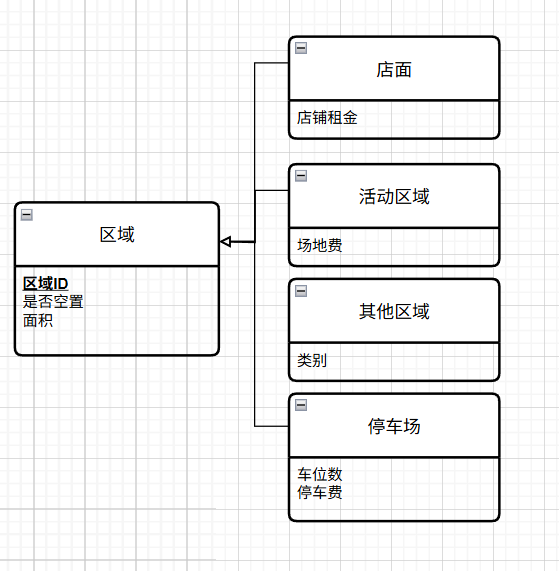 店面
店铺租金
活动区域
场地费
区域
区域ID
是否空置
面积
其他区域
类别
停车场
车位数
停车费